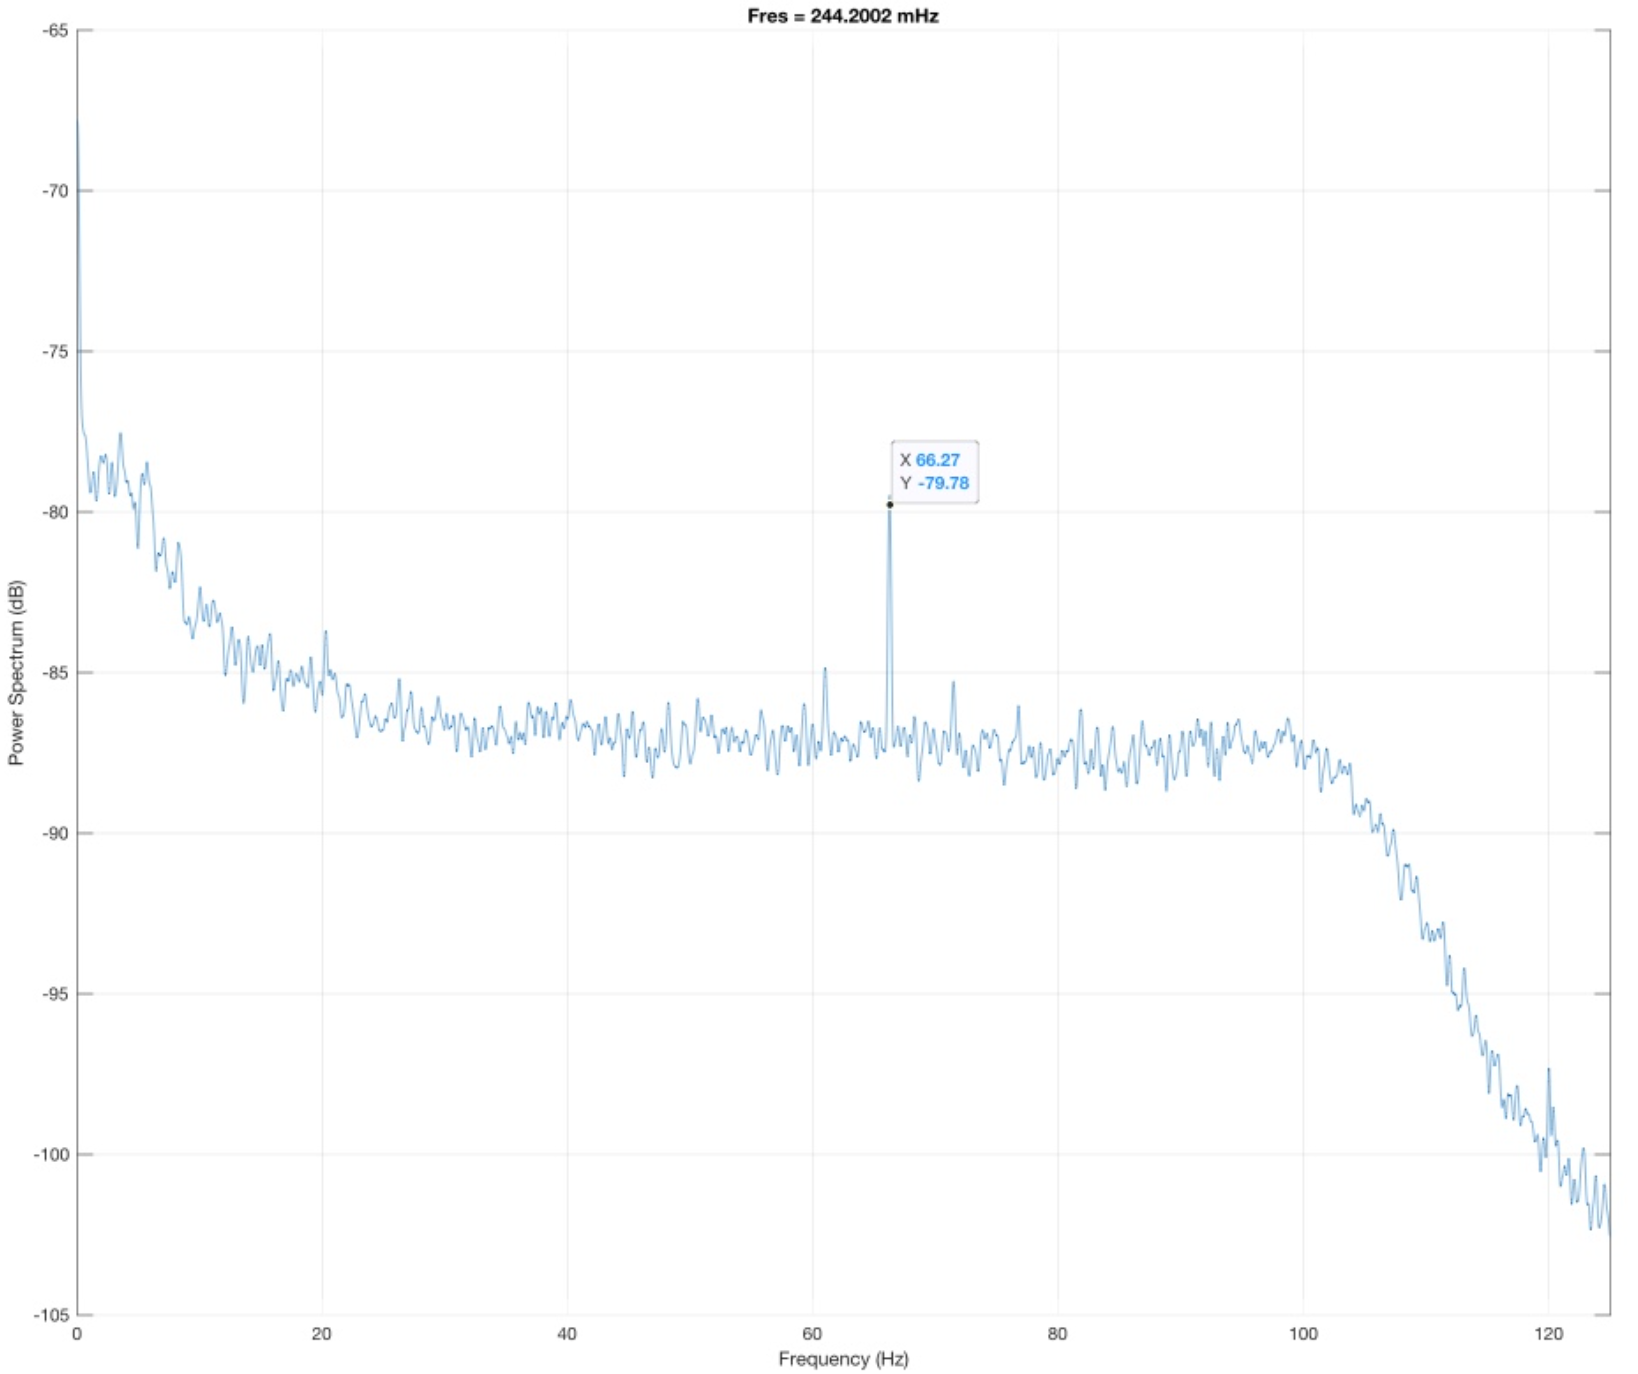 Fres = 244.2002 mHz
-65
-70
-75
X 66.27
Y -79.78
-80
-85
-90
-95
-100
-105
Power Spectrum (dB)
0 20 40 60 80 100 120
Frequency (Hz)